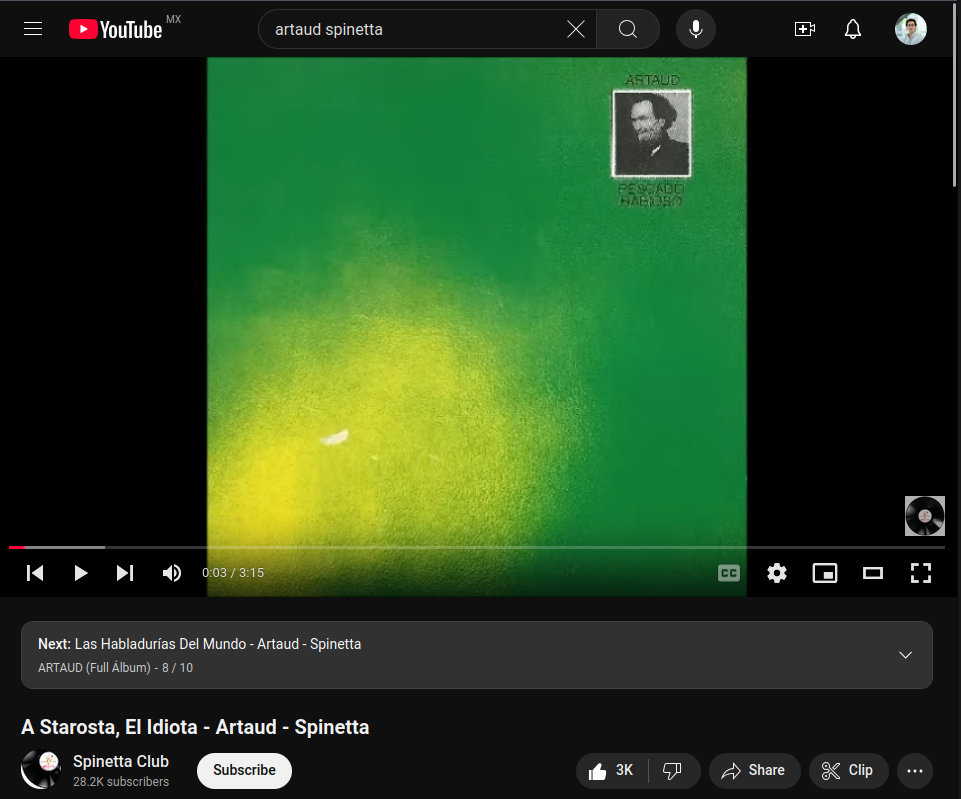 YouTube MX
artaud spinetta
ARTAUD
PESCADO
RABIOSO
0:03 / 3:15
CC
Next: Las Habladurías Del Mundo - Artaud - Spinetta
ARTAUD (Full Álbum) - 8 / 10
A Starosta, El Idiota - Artaud - Spinetta
Spinetta Club
28.2K subscribers
Subscribe
3K
Share
Clip